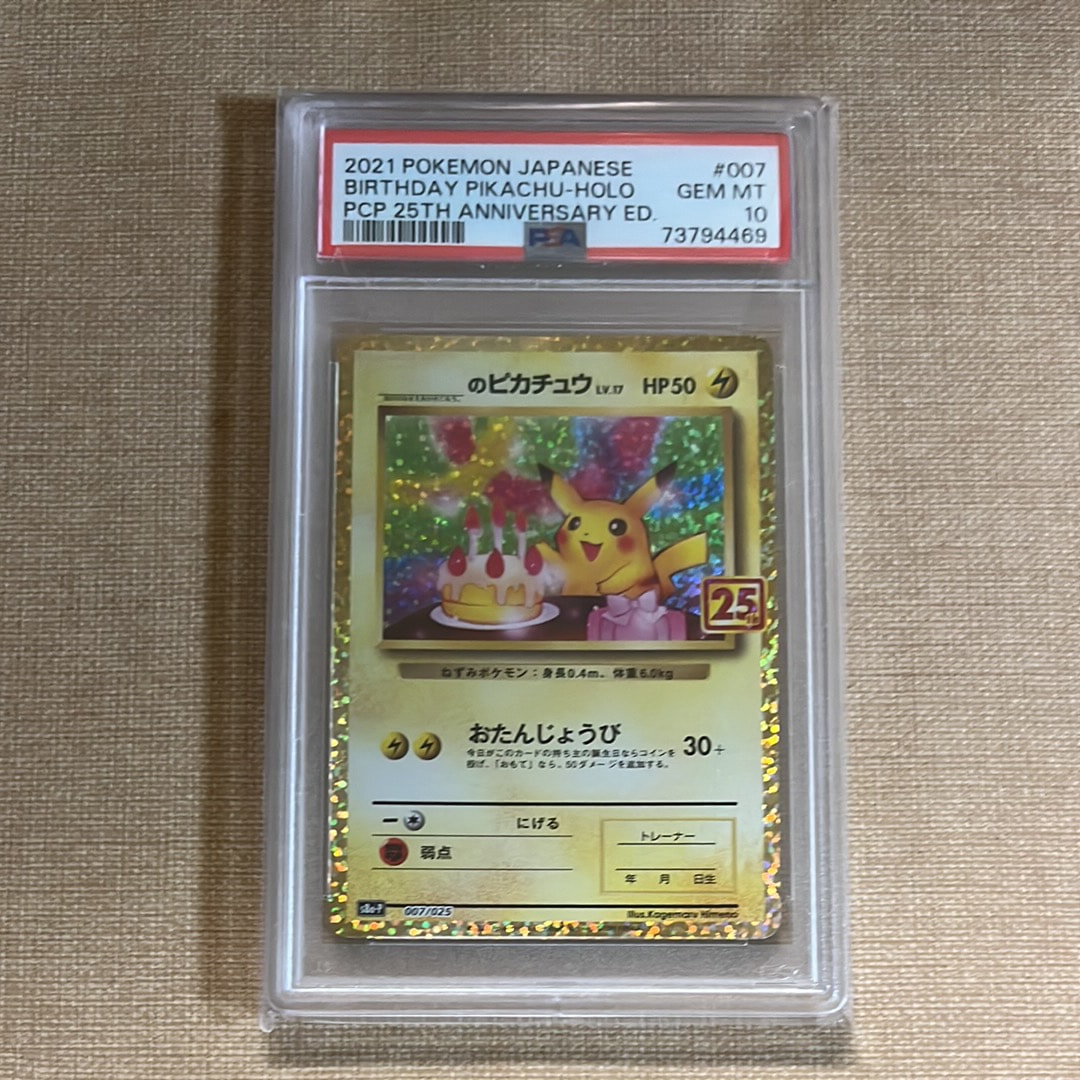 2021 POKEMON JAPANESE #007
BIRTHDAY PIKACHU-HOLO GEM MT
PCP 25TH ANNIVERSARY ED. 10
PSA 73794469
のピカチュウ LV.17 HP50
25th
ねずみポケモン:身長0.4m、体重6.0kg
おたんじょうび 30+
今日がこのカードの持ち主の誕生日ならコインを
投げ、「おもて」なら、50ダメージを追加する。
にげる
弱点
トレーナー
年 月 日生
s8a-P 007/025 Illus.Kagemaru Himeno